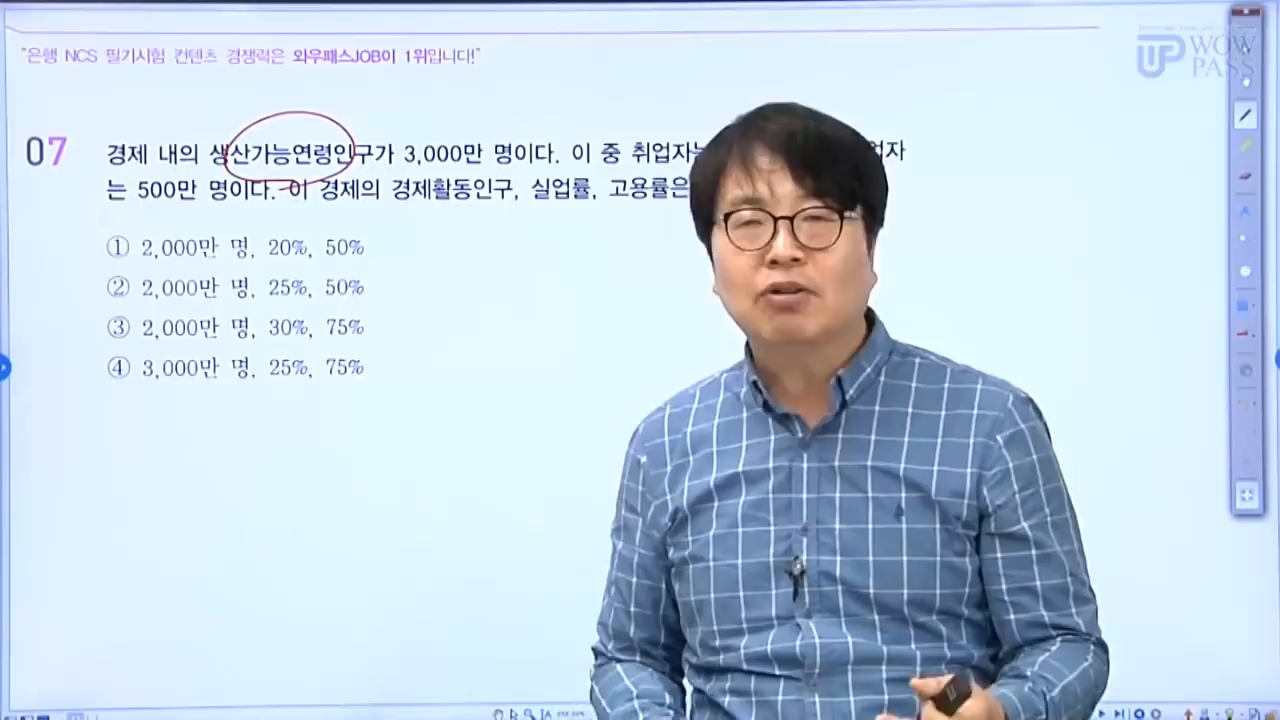 "은행 NCS 필기시험 컨텐츠 경쟁력은 와우패스JOB이 1위입니다!"
UP WOW
PASS
07
경제 내의 생산가능연령인구가 3,000만 명이다. 이 중 취업자는 업자
는 500만 명이다. 이 경제의 경제활동인구, 실업률, 고용률은
① 2,000만 명, 20%, 50%
② 2,000만 명, 25%, 50%
③ 2,000만 명, 30%, 75%
④ 3,000만 명, 25%, 75%